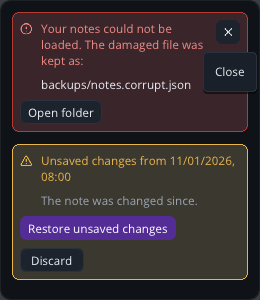 Your notes could not be
loaded. The damaged file was
kept as:
backups/notes.corrupt.json
Close
Open folder
Unsaved changes from 11/01/2026,
08:00
The note was changed since.
Restore unsaved changes
Discard